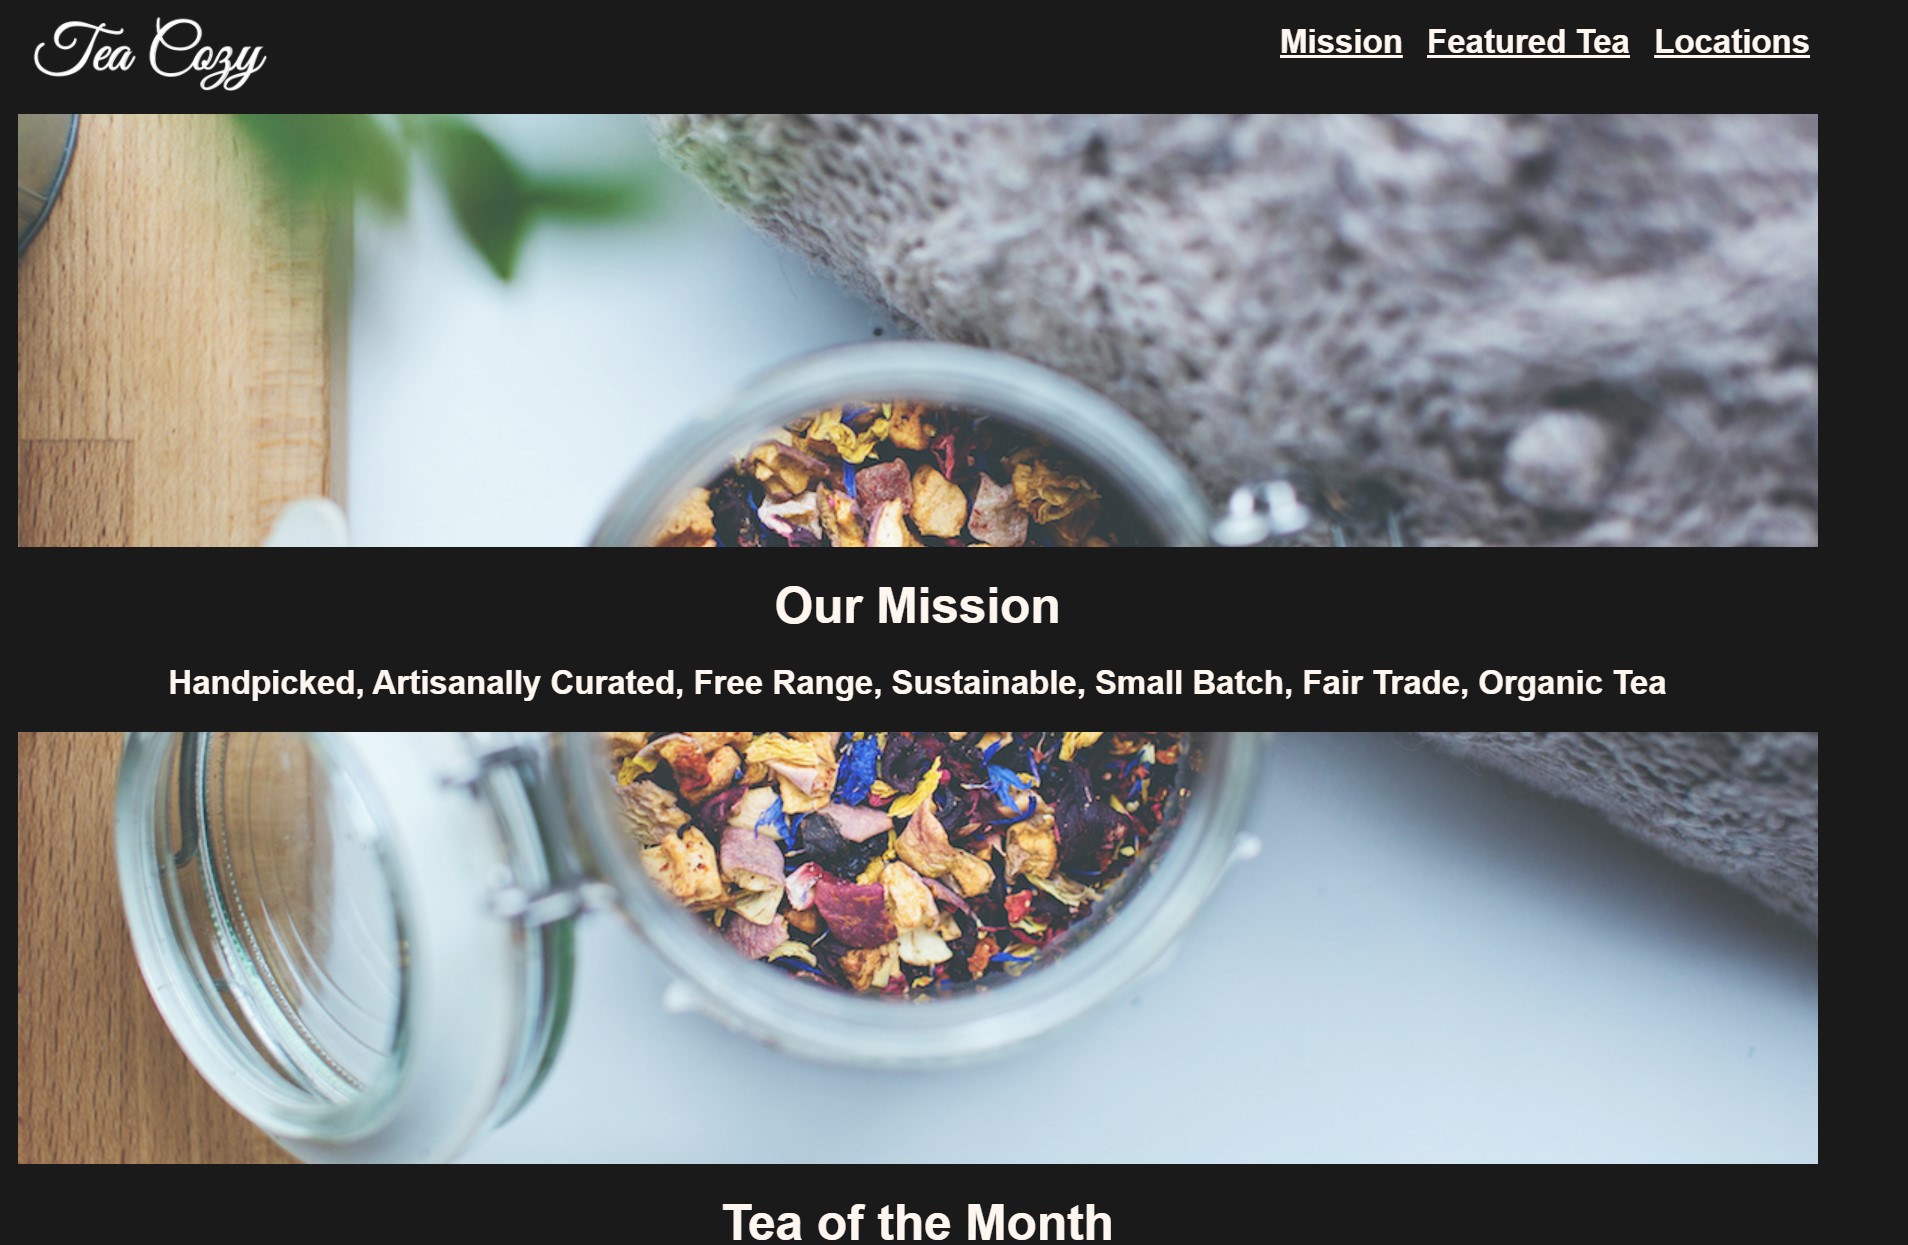 Tea Cozy
Mission Featured Tea Locations
Our Mission
Handpicked, Artisanally Curated, Free Range, Sustainable, Small Batch, Fair Trade, Organic Tea
Tea of the Month